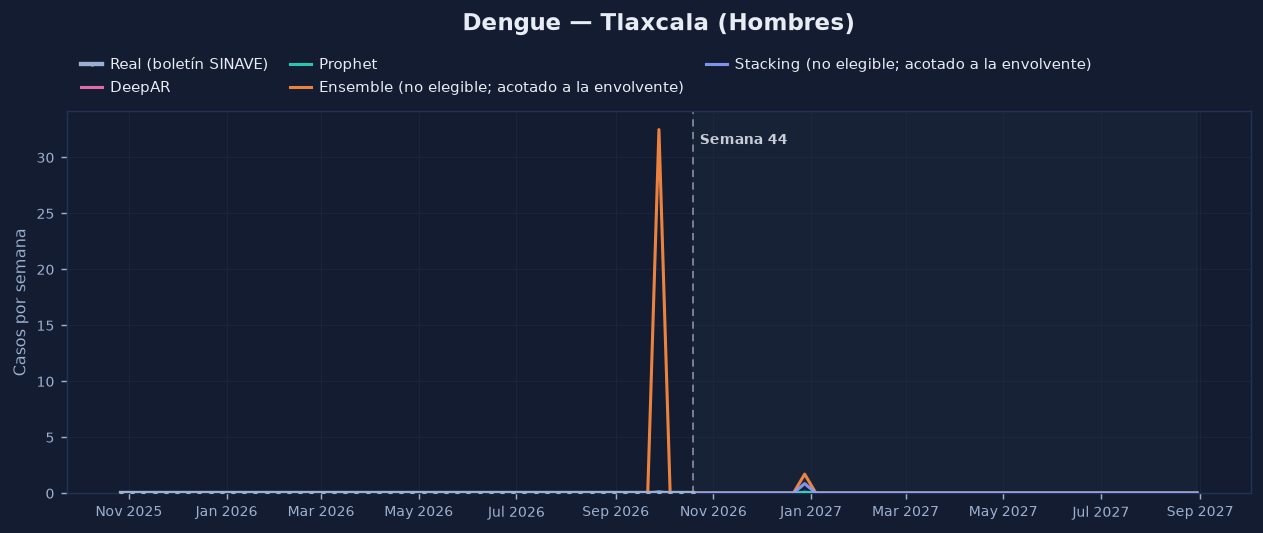 Dengue — Tlaxcala (Hombres)
Real (boletín SINAVE)
Prophet
Stacking (no elegible; acotado a la envolvente)
DeepAR
Ensemble (no elegible; acotado a la envolvente)
Semana 44
Casos por semana
30
25
20
15
10
5
0
Nov 2025
Jan 2026
Mar 2026
May 2026
Jul 2026
Sep 2026
Nov 2026
Jan 2027
Mar 2027
May 2027
Jul 2027
Sep 2027